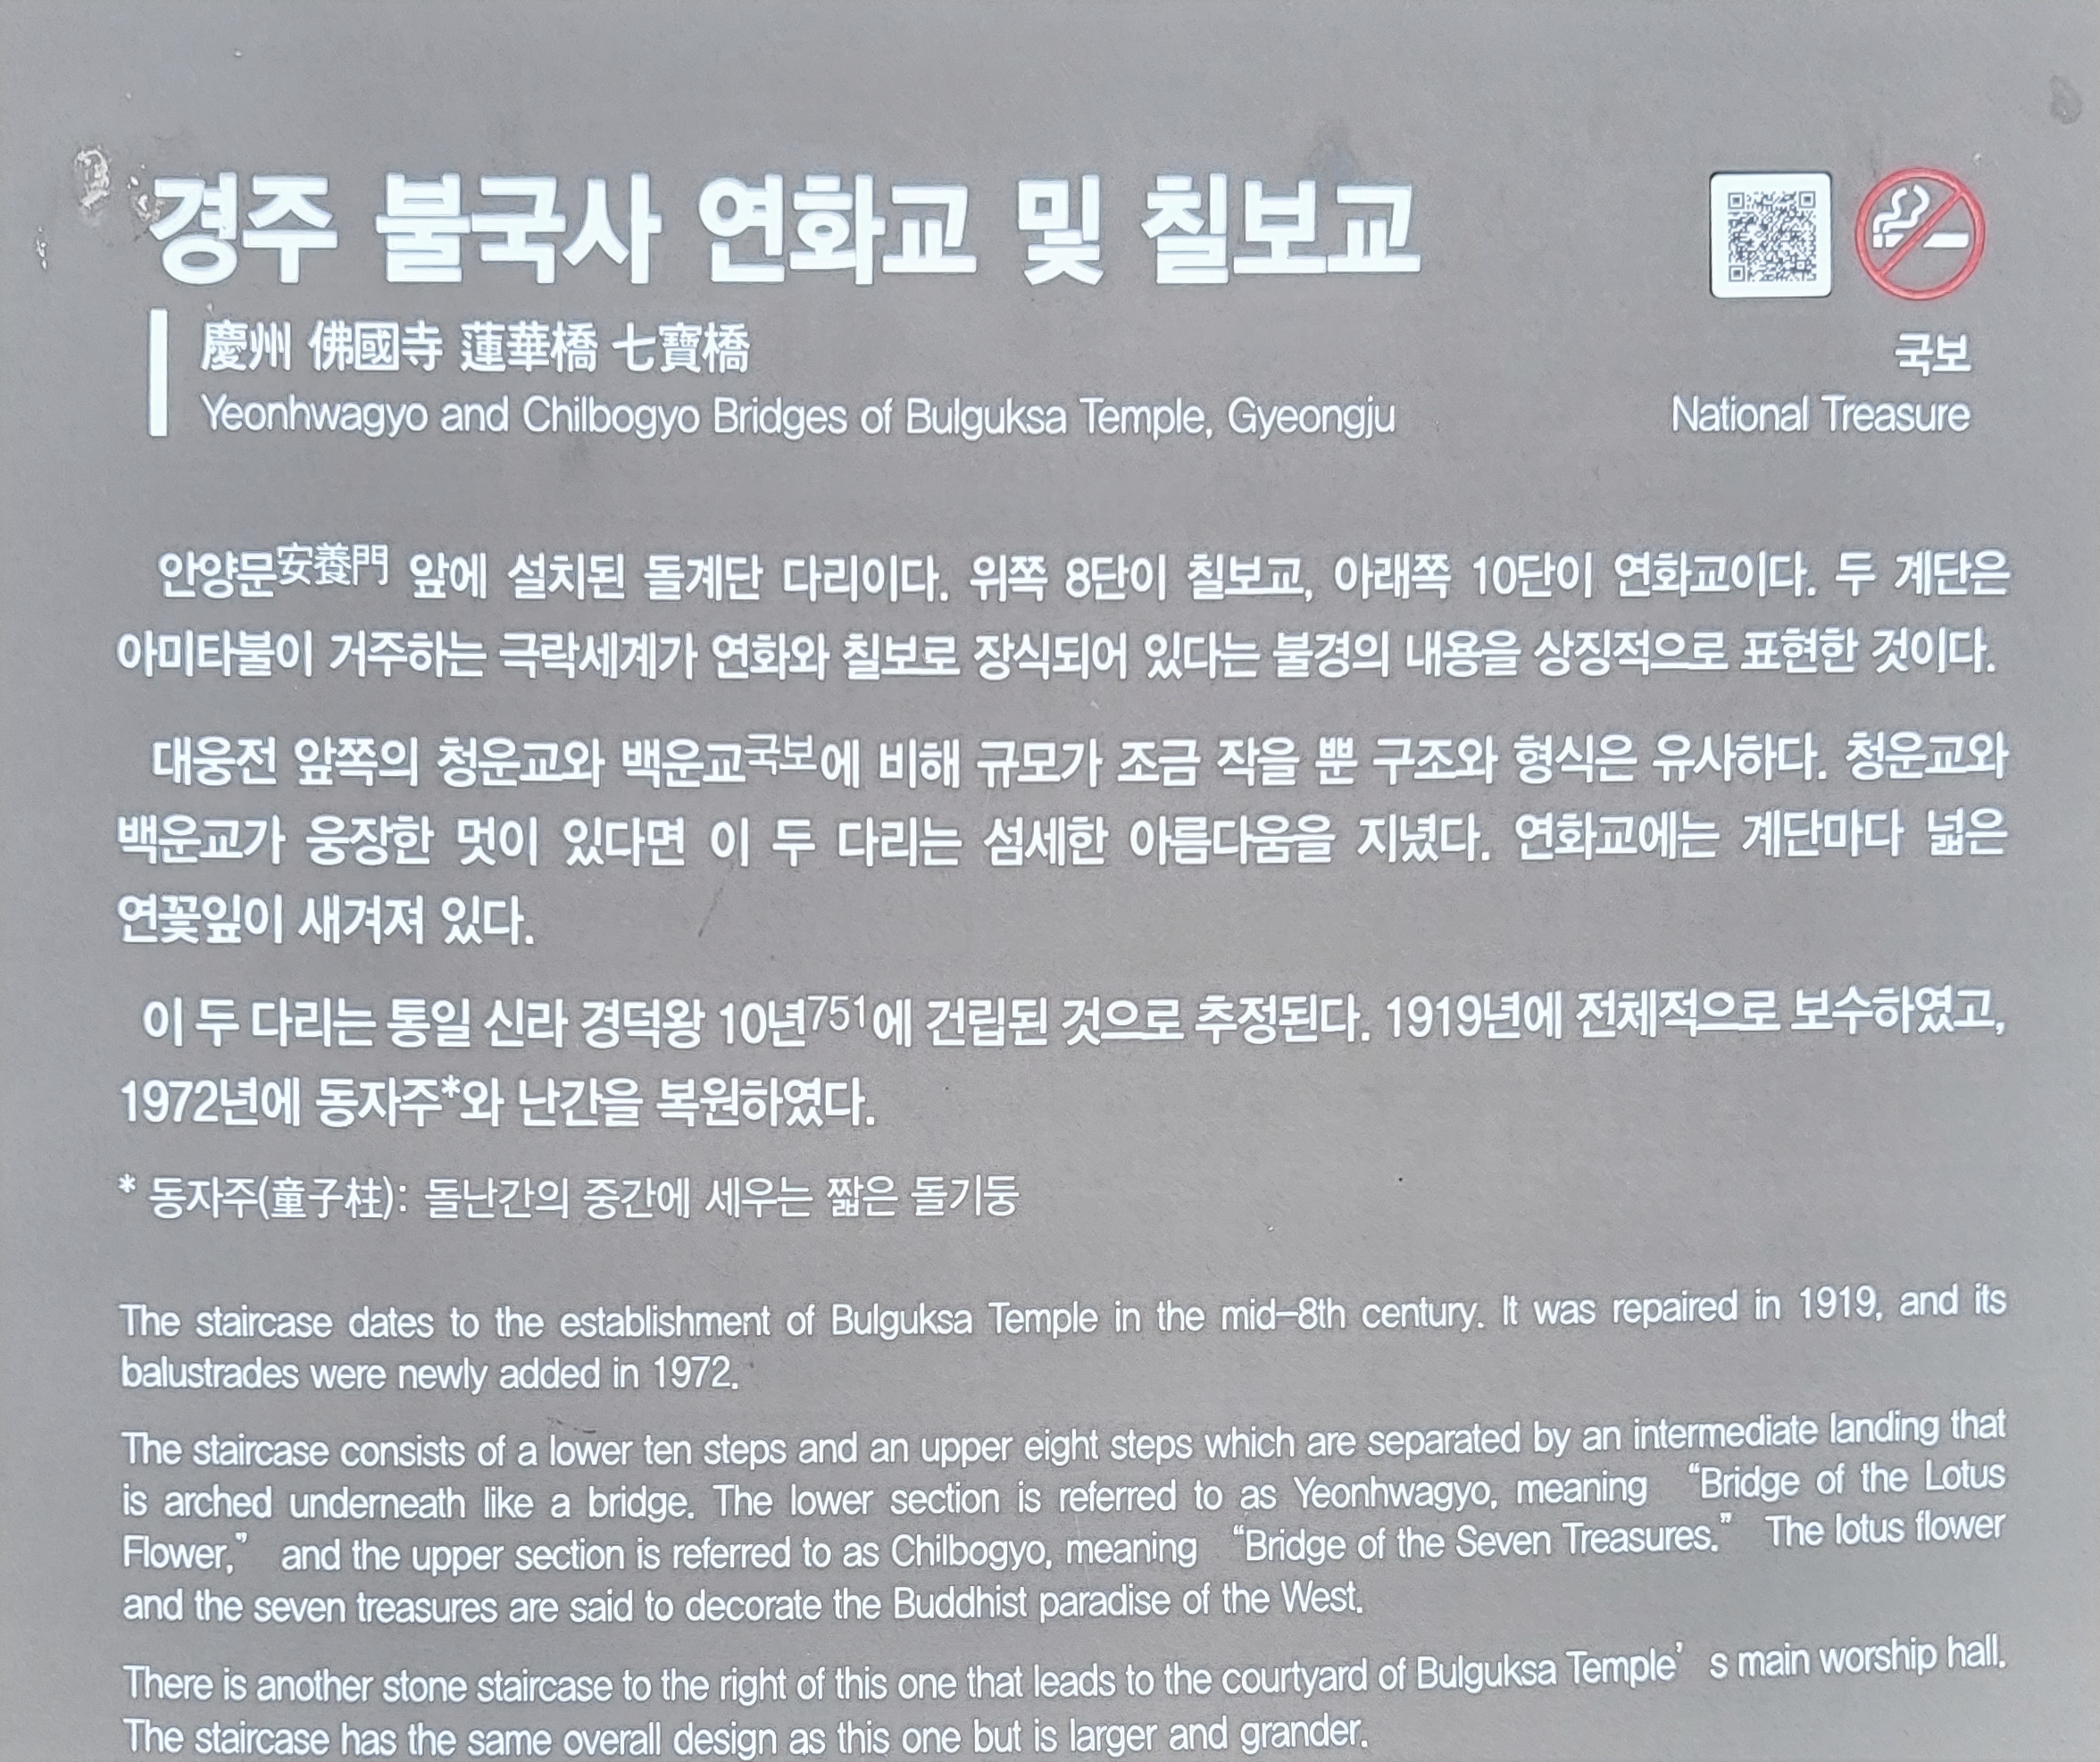 경주 불국사 연화교 및 칠보교
慶州 佛國寺 蓮華橋 七寶橋
Yeonhwagyo and Chilbogyo Bridges of Bulguksa Temple, Gyeongju
국보
National Treasure
안양문安養門 앞에 설치된 돌계단 다리이다. 위쪽 8단이 칠보교, 아래쪽 10단이 연화교이다. 두 계단은
아미타불이 거주하는 극락세계가 연화와 칠보로 장식되어 있다는 불경의 내용을 상징적으로 표현한 것이다.
대웅전 앞쪽의 청운교와 백운교국보에 비해 규모가 조금 작을 뿐 구조와 형식은 유사하다. 청운교와
백운교가 웅장한 멋이 있다면 이 두 다리는 섬세한 아름다움을 지녔다. 연화교에는 계단마다 넓은
연꽃잎이 새겨져 있다.
이 두 다리는 통일 신라 경덕왕 10년751에 건립된 것으로 추정된다. 1919년에 전체적으로 보수하였고,
1972년에 동자주*와 난간을 복원하였다.
* 동자주(童子柱): 돌난간의 중간에 세우는 짧은 돌기둥
The staircase dates to the establishment of Bulguksa Temple in the mid-8th century. It was repaired in 1919, and its
balustrades were newly added in 1972.
The staircase consists of a lower ten steps and an upper eight steps which are separated by an intermediate landing that
is arched underneath like a bridge. The lower section is referred to as Yeonhwagyo, meaning “Bridge of the Lotus
Flower,” and the upper section is referred to as Chilbogyo, meaning “Bridge of the Seven Treasures.” The lotus flower
and the seven treasures are said to decorate the Buddhist paradise of the West.
There is another stone staircase to the right of this one that leads to the courtyard of Bulguksa Temple’s main worship hall.
The staircase has the same overall design as this one but is larger and grander.